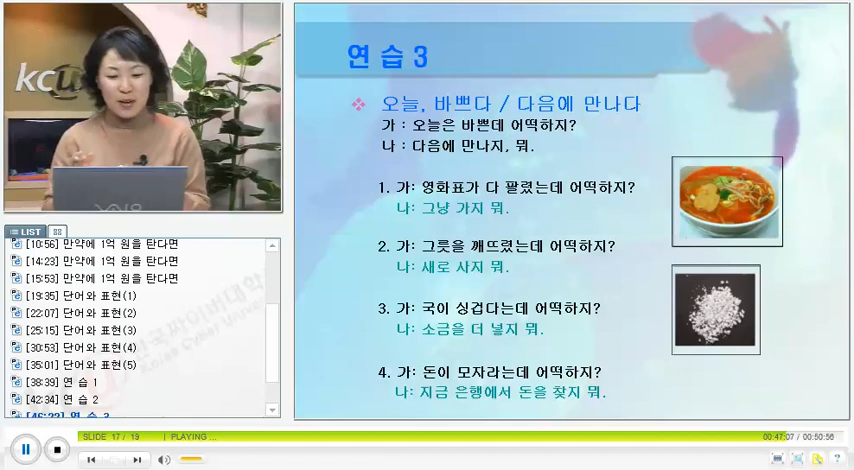 kcu
연 습 3
오늘, 바쁘다 / 다음에 만나다
가 : 오늘은 바쁜데 어떡하지?
나 : 다음에 만나지, 뭐.
1. 가: 영화표가 다 팔렸는데 어떡하지?
나: 그냥 가지 뭐.
2. 가: 그릇을 깨뜨렸는데 어떡하지?
나: 새로 사지 뭐.
3. 가: 국이 싱겁다는데 어떡하지?
나: 소금을 더 넣지 뭐.
4. 가: 돈이 모자라는데 어떡하지?
나: 지금 은행에서 돈을 찾지 뭐.
LIST
[10:56] 만약에 1억 원을 탄다면
[14:23] 만약에 1억 원을 탄다면
[15:53] 만약에 1억 원을 탄다면
[19:35] 단어와 표현(1)
[22:07] 단어와 표현(2)
[25:15] 단어와 표현(3)
[30:53] 단어와 표현(4)
[35:01] 단어와 표현(5)
[38:39] 연 습 1
[42:34] 연 습 2
[46:22] 연 습 3
SLIDE 17 / 19 | PLAYING ...
00:47:07 / 00:50:56